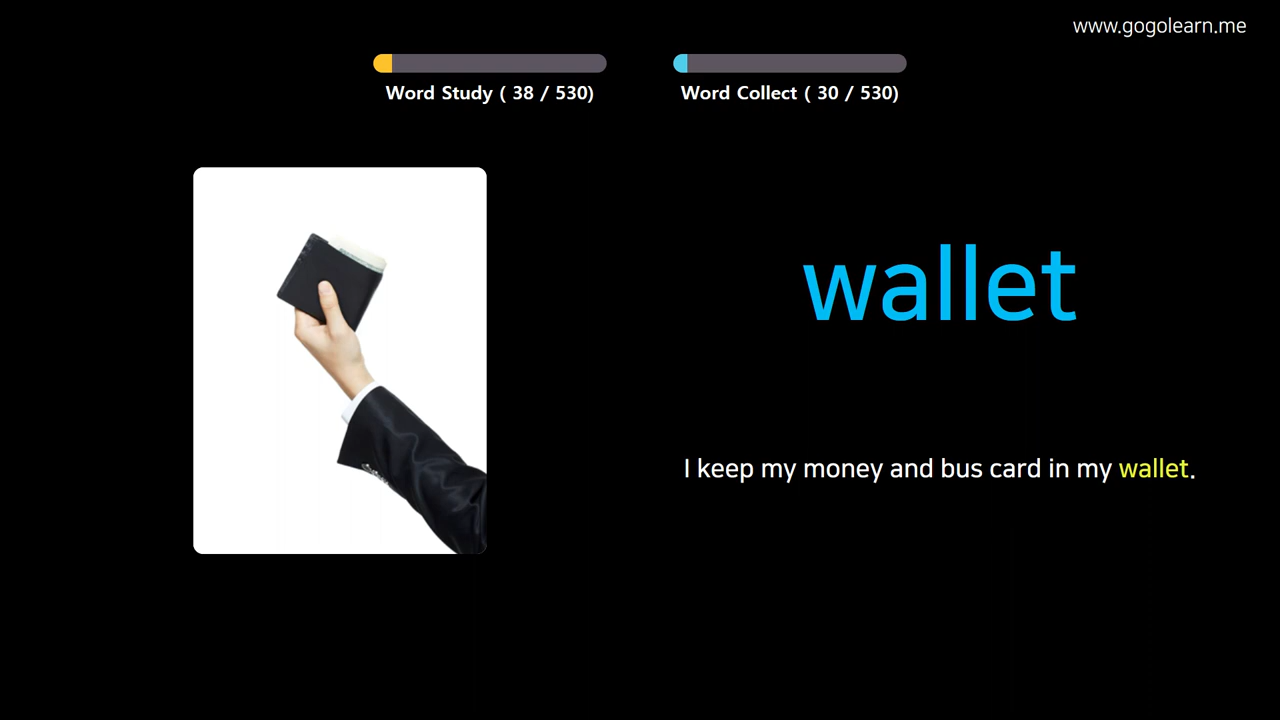 www.gogolearn.me
Word Study ( 38 / 530)
Word Collect ( 30 / 530)
wallet
I keep my money and bus card in my wallet.